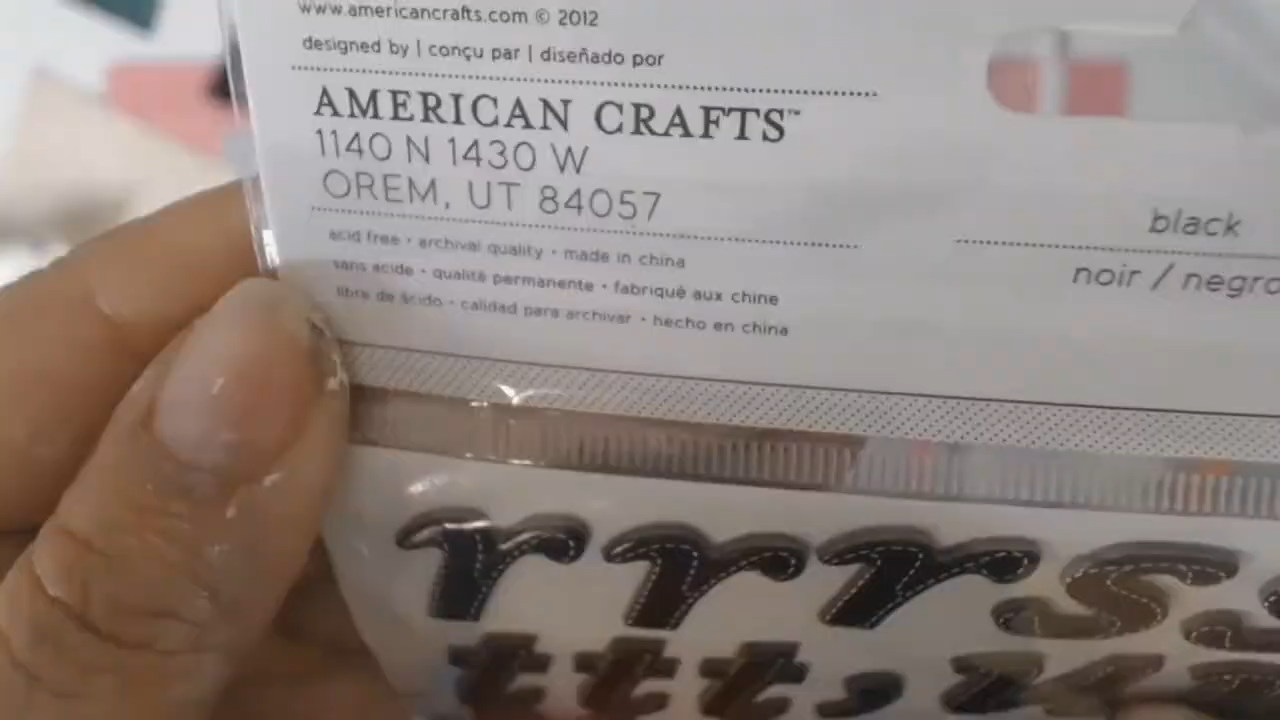 www.americancrafts.com © 2012
designed by | conçu par | diseñado por
AMERICAN CRAFTS™
1140 N 1430 W
OREM, UT 84057
acid free • archival quality • made in china
sans acide • qualité permanente • fabriqué aux chine
libre de ácido • calidad para archivar • hecho en china
black
noir / negro
r r r s s
t t t